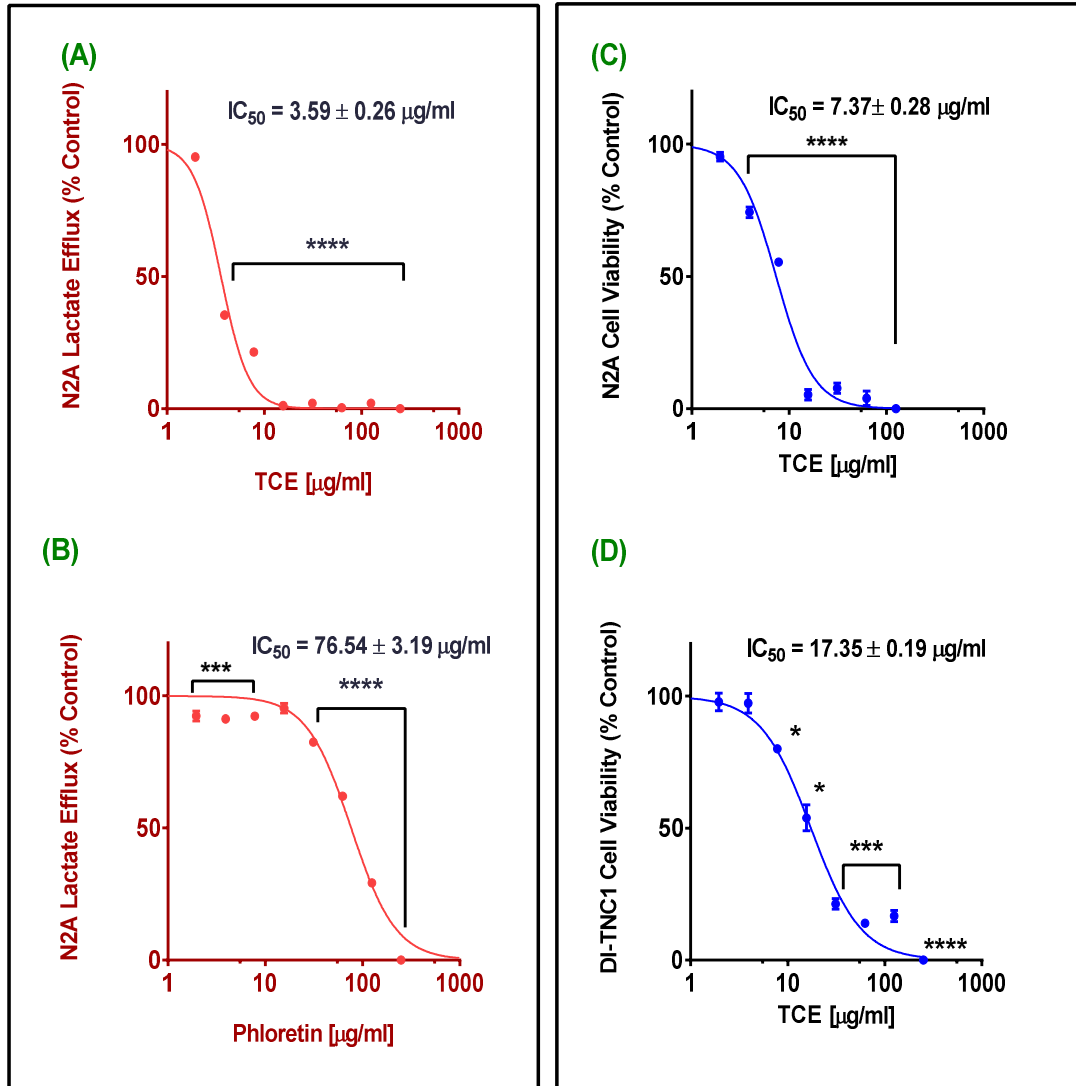 (A)
IC50 = 3.59 ± 0.26 μg/ml
****
N2A Lactate Efflux (% Control)
100
50
0
1 10 100 1000
TCE [μg/ml]
(B)
IC50 = 76.54 ± 3.19 μg/ml
***
****
N2A Lactate Efflux (% Control)
100
50
0
1 10 100 1000
Phloretin [μg/ml]
(C)
IC50 = 7.37± 0.28 μg/ml
****
N2A Cell Viability (% Control)
100
50
0
1 10 100 1000
TCE [μg/ml]
(D)
IC50 = 17.35 ± 0.19 μg/ml
*
*
***
****
DI-TNC1 Cell Viability (% Control)
100
50
0
1 10 100 1000
TCE [μg/ml]